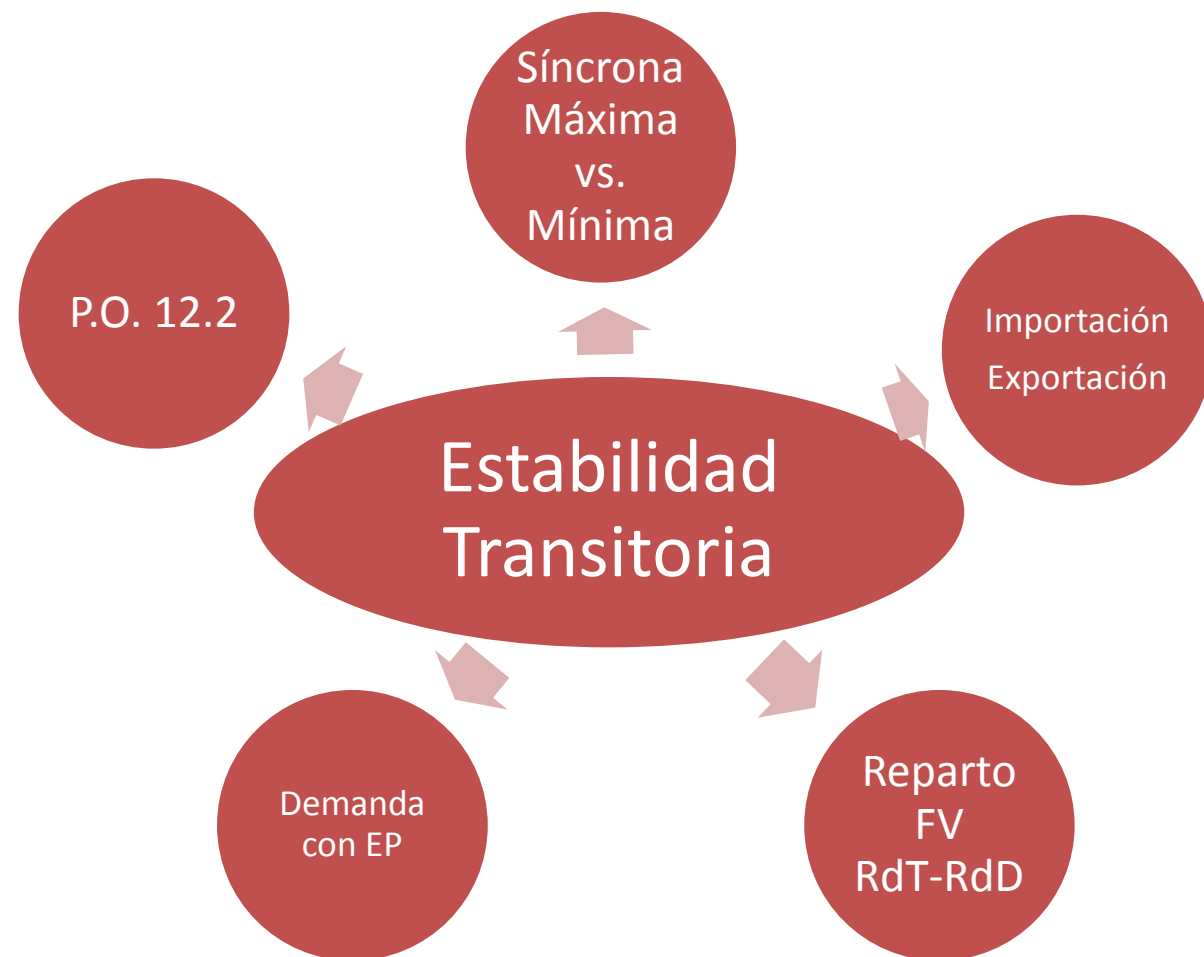 Síncrona
Máxima
vs.
Mínima
P.O. 12.2
Importación
Exportación
Estabilidad
Transitoria
Demanda
con EP
Reparto
FV
RdT-RdD